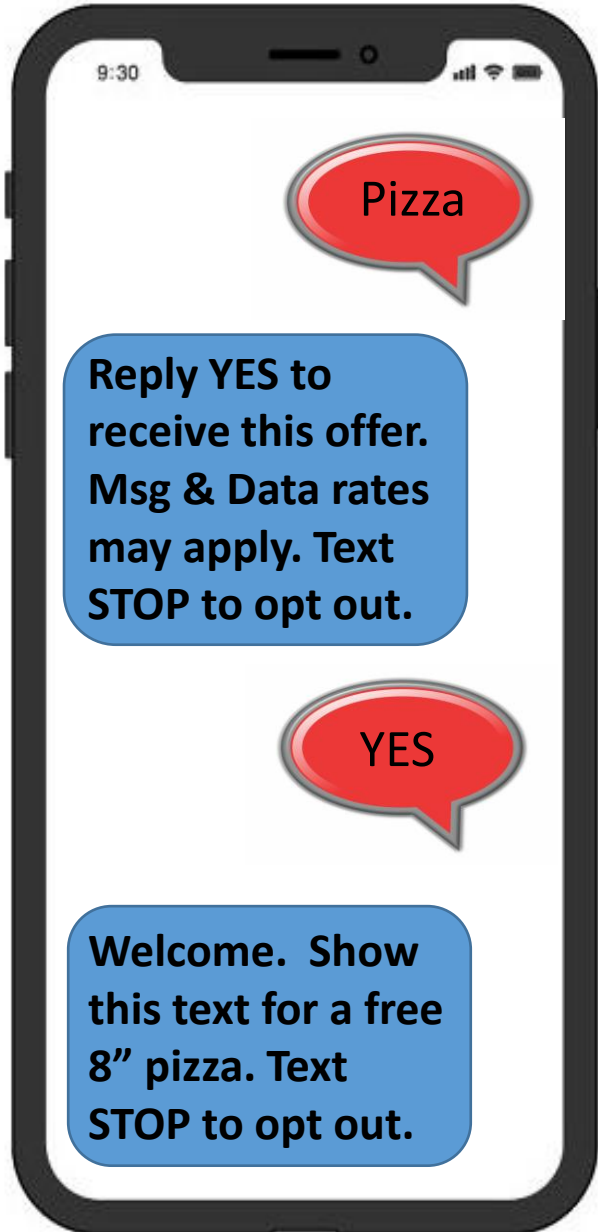 9:30
Pizza
Reply YES to
receive this offer.
Msg & Data rates
may apply. Text
STOP to opt out.
YES
Welcome.  Show
this text for a free
8” pizza. Text
STOP to opt out.